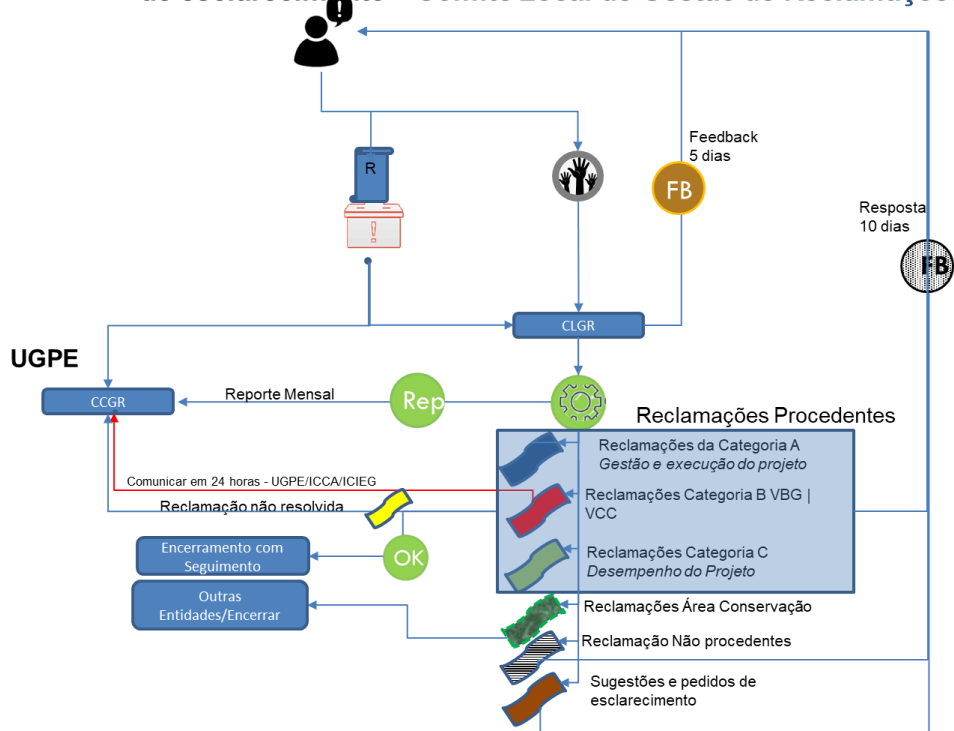 R
Feedback
5 dias
FB
Resposta
10 dias
FB
CLGR
UGPE
CCGR
Reporte Mensal
Rep
Reclamações Procedentes
Reclamações da Categoria A
Gestão e execução do projeto
Comunicar em 24 horas - UGPE/ICCA/ICIEG
Reclamações Categoria B VBG |
VCC
Reclamação não resolvida
Encerramento com
Seguimento
OK
Reclamações Categoria C
Desempenho do Projeto
Outras
Entidades/Encerrar
Reclamações Área Conservação
Reclamação Não procedentes
Sugestões e pedidos de
esclarecimento